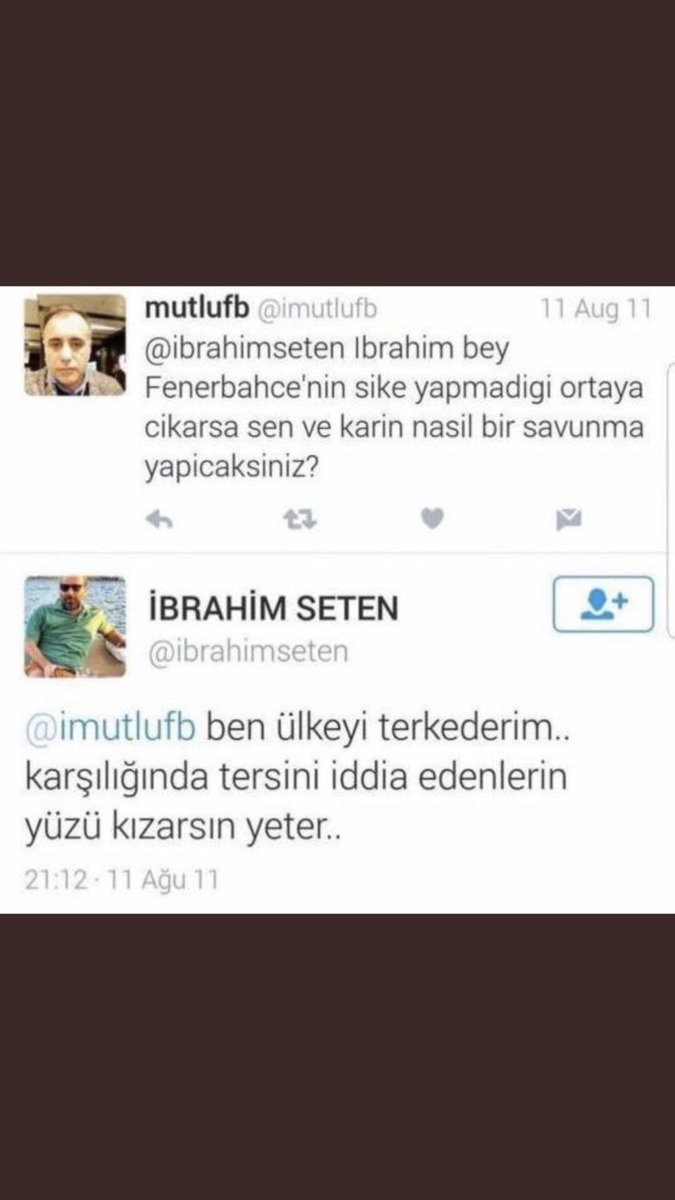 mutlufb @imutlufb 11 Aug 11
@ibrahimseten Ibrahim bey
Fenerbahce'nin sike yapmadigi ortaya
cikarsa sen ve karin nasil bir savunma
yapicaksiniz?
İBRAHİM SETEN
@ibrahimseten
@imutlufb ben ülkeyi terkederim..
karşılığında tersini iddia edenlerin
yüzü kızarsın yeter..
21:12 · 11 Ağu 11